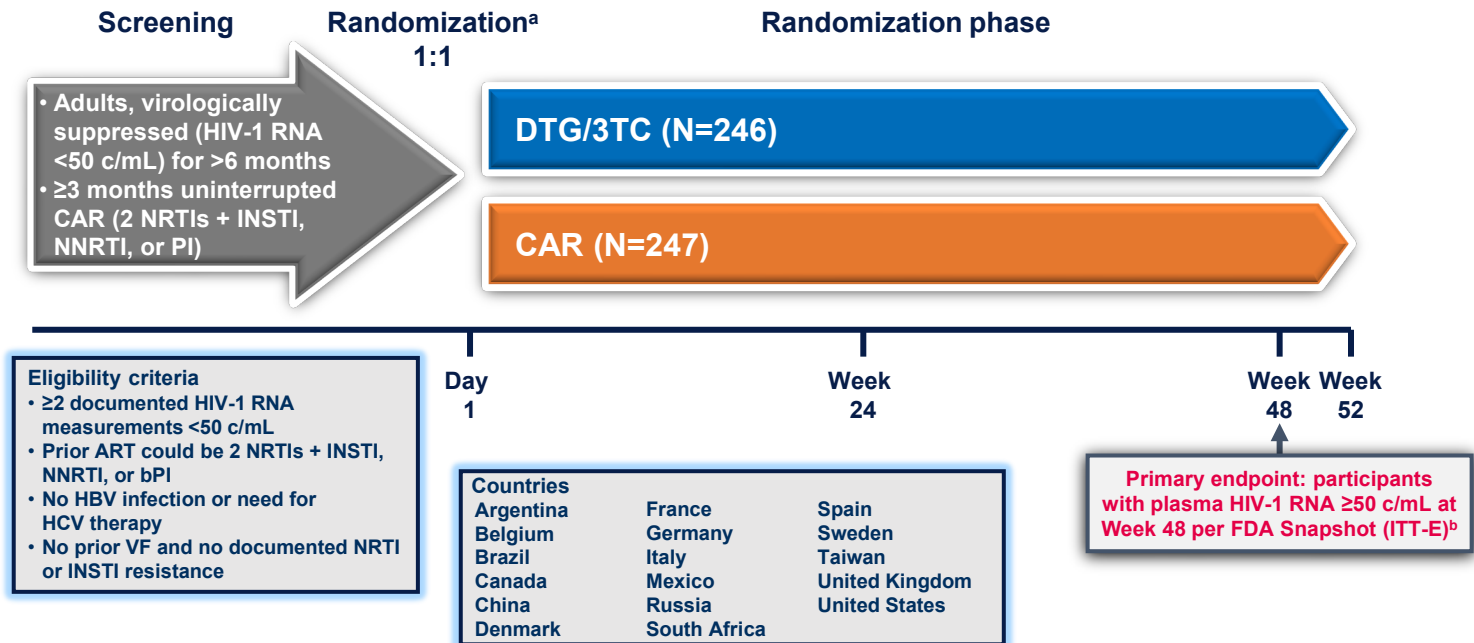 Screening
Randomizationᵃ
1:1
Randomization phase
• Adults, virologically
suppressed (HIV-1 RNA
<50 c/mL) for >6 months
• ≥3 months uninterrupted
CAR (2 NRTIs + INSTI,
NNRTI, or PI)
DTG/3TC (N=246)
CAR (N=247)
Day
1
Week
24
Week
48
Week
52
Eligibility criteria
• ≥2 documented HIV-1 RNA
measurements <50 c/mL
• Prior ART could be 2 NRTIs + INSTI,
NNRTI, or bPI
• No HBV infection or need for
HCV therapy
• No prior VF and no documented NRTI
or INSTI resistance
Countries
Argentina
Belgium
Brazil
Canada
China
Denmark
France
Germany
Italy
Mexico
Russia
South Africa
Spain
Sweden
Taiwan
United Kingdom
United States
Primary endpoint: participants
with plasma HIV-1 RNA ≥50 c/mL at
Week 48 per FDA Snapshot (ITT-E)ᵇ